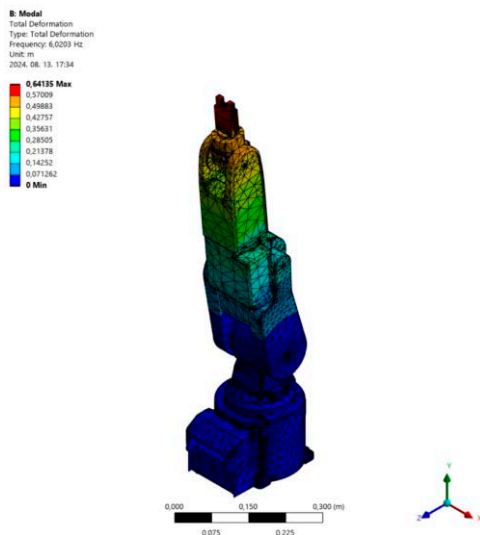 B: Modal
Total Deformation
Type: Total Deformation
Frequency: 6,0203 Hz
Unit: m
2024. 08. 13. 17:34
0,64135 Max
0,57009
0,49883
0,42757
0,35631
0,28505
0,21378
0,14252
0,071262
0 Min
0,000 0,150 0,300 (m)
0.075 0.225
Y
Z X